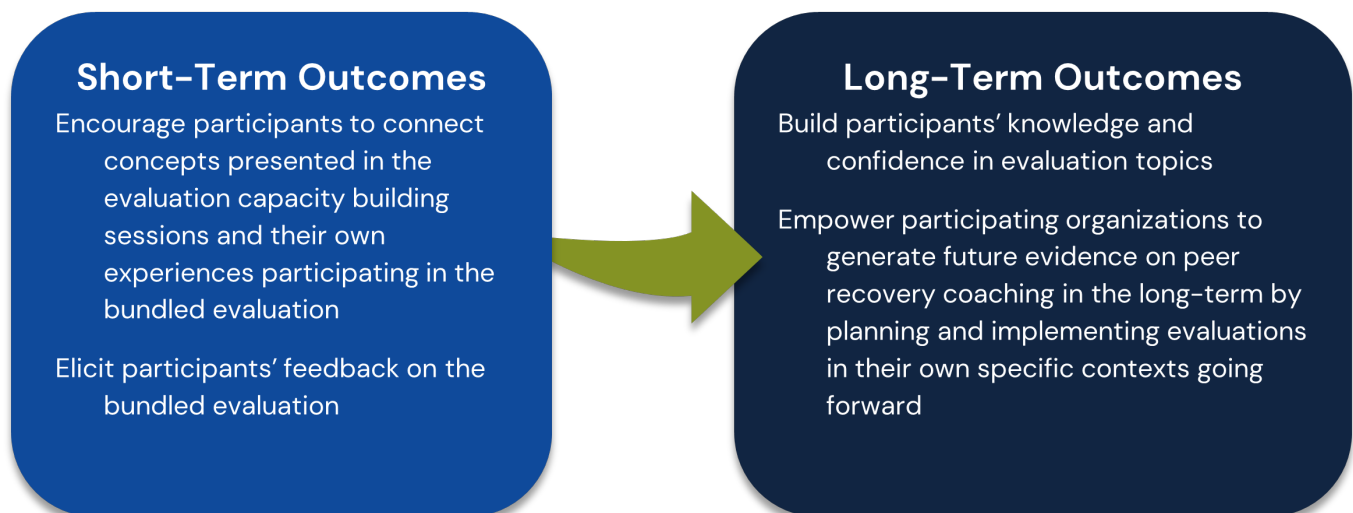 Short-Term Outcomes
Encourage participants to connect
concepts presented in the
evaluation capacity building
sessions and their own
experiences participating in the
bundled evaluation
Elicit participants’ feedback on the
bundled evaluation
Long-Term Outcomes
Build participants’ knowledge and
confidence in evaluation topics
Empower participating organizations to
generate future evidence on peer
recovery coaching in the long-term by
planning and implementing evaluations
in their own specific contexts going
forward